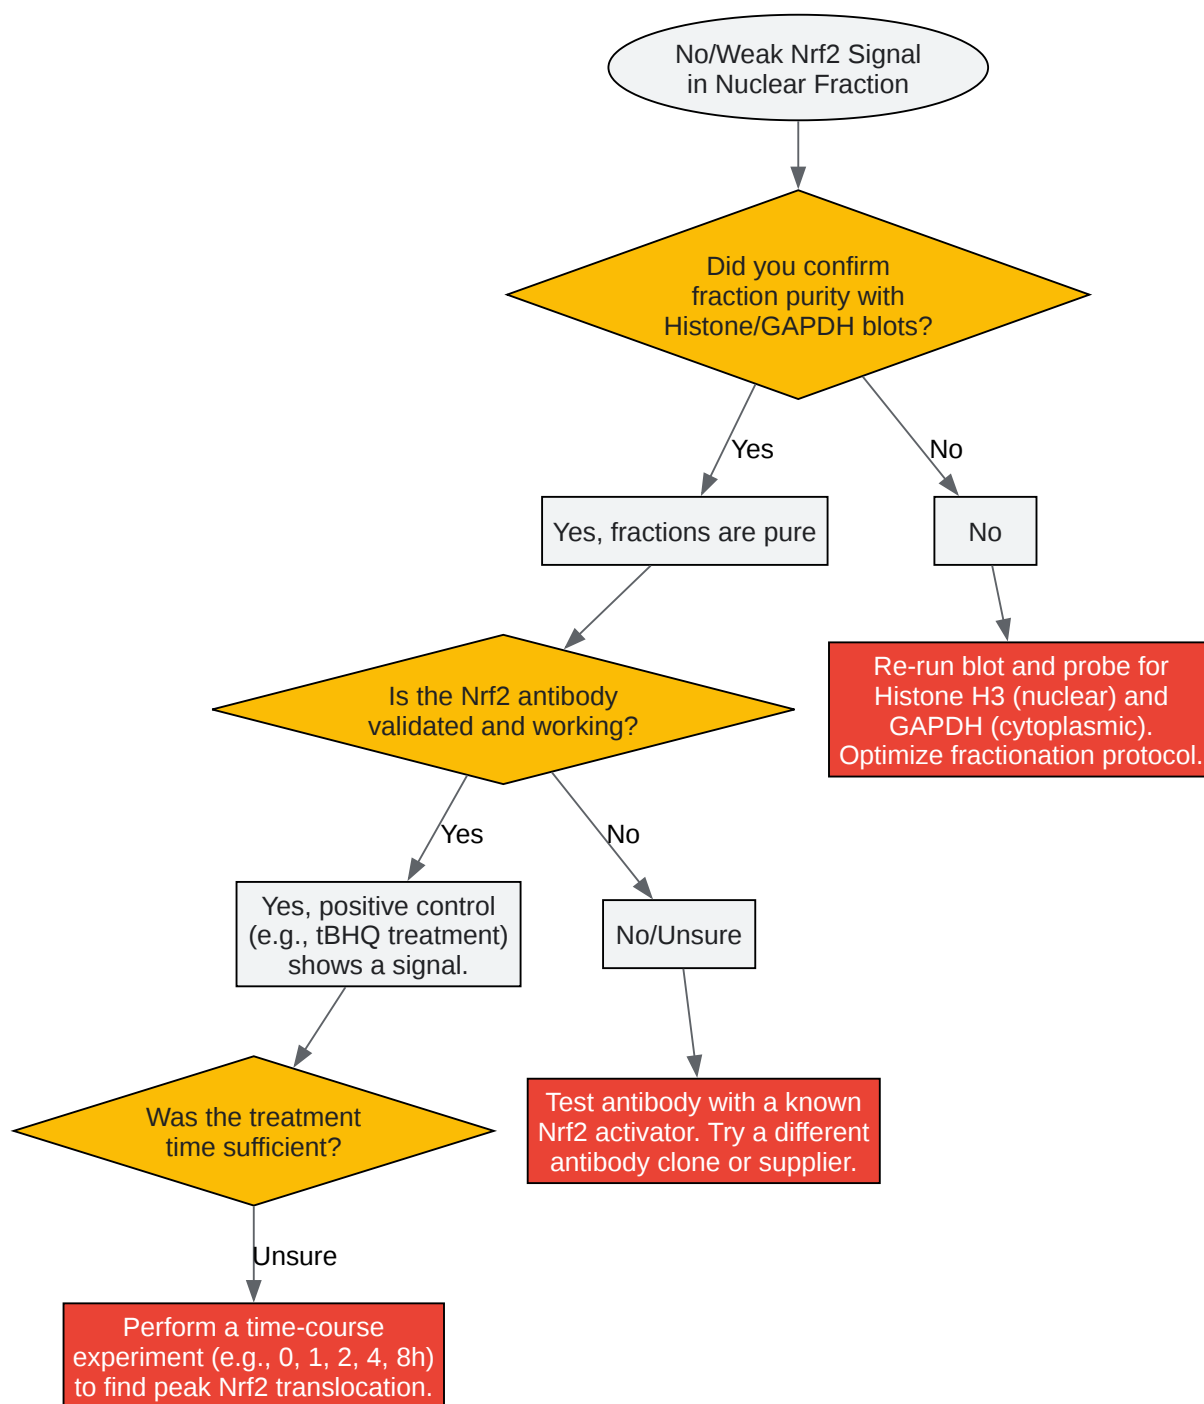 No/Weak Nrf2 Signal
in Nuclear Fraction
Did you confirm
fraction purity with
Histone/GAPDH blots?
Yes
No
Yes, fractions are pure
No
Is the Nrf2 antibody
validated and working?
Re-run blot and probe for
Histone H3 (nuclear) and
GAPDH (cytoplasmic).
Optimize fractionation protocol.
Yes
No
Yes, positive control
(e.g., tBHQ treatment)
shows a signal.
No/Unsure
Was the treatment
time sufficient?
Test antibody with a known
Nrf2 activator. Try a different
antibody clone or supplier.
Unsure
Perform a time-course
experiment (e.g., 0, 1, 2, 4, 8h)
to find peak Nrf2 translocation.